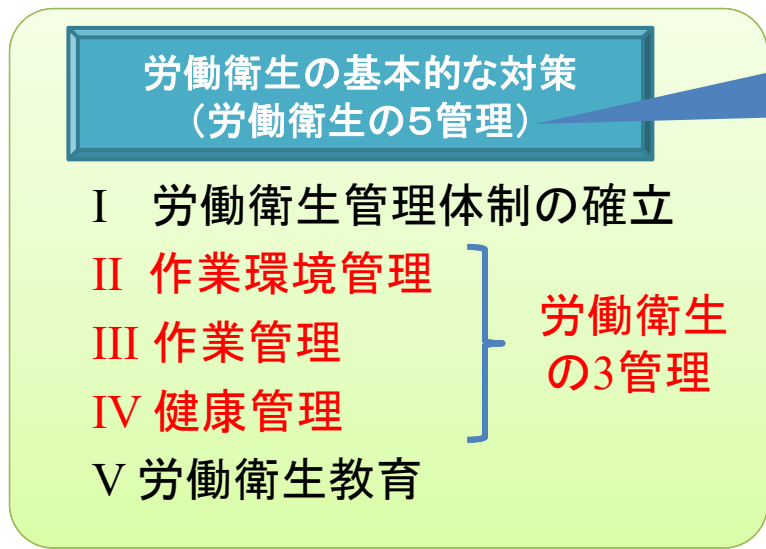 労働衛生の基本的な対策
(労働衛生の5管理)
I 労働衛生管理体制の確立
II 作業環境管理
III 作業管理
IV 健康管理
労働衛生
の3管理
V 労働衛生教育